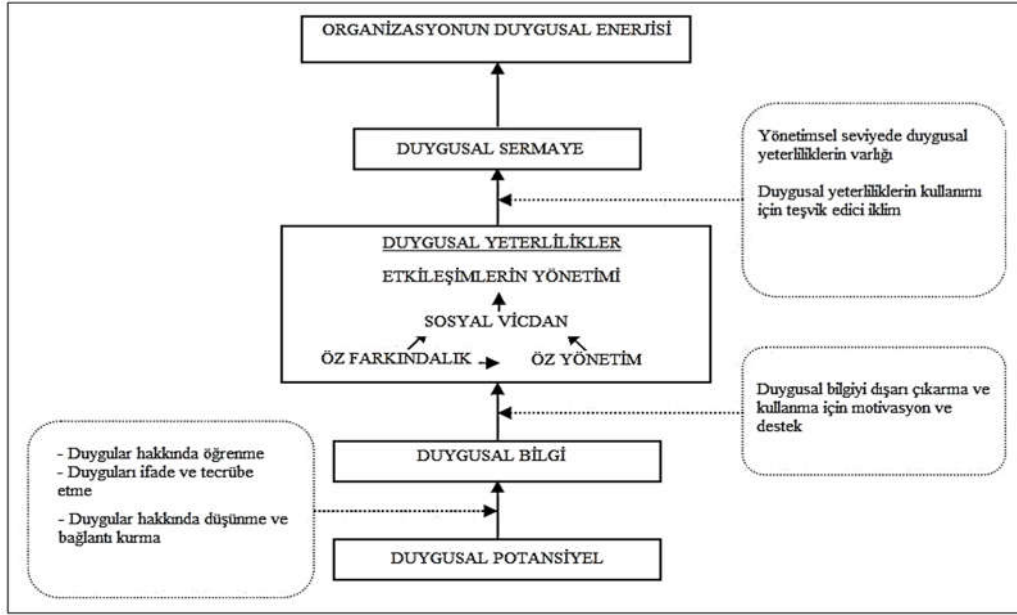 ORGANİZASYONUN DUYGUSAL ENERJİSİ
DUYGUSAL SERMAYE
Yönetimsel seviyede duygusal
yeterliliklerin varlığı
Duygusal yeterliliklerin kullanımı
için teşvik edici iklim
DUYGUSAL YETERLİLİKLER
ETKİLEŞİMLERİN YÖNETİMİ
SOSYAL VİCDAN
ÖZ FARKINDALIK
ÖZ YÖNETİM
Duygusal bilgiyi dışarı çıkarma ve
kullanma için motivasyon ve
destek
DUYGUSAL BİLGİ
- Duygular hakkında öğrenme
- Duyguları ifade ve tecrübe
etme
- Duygular hakkında düşünme ve
bağlantı kurma
DUYGUSAL POTANSİYEL